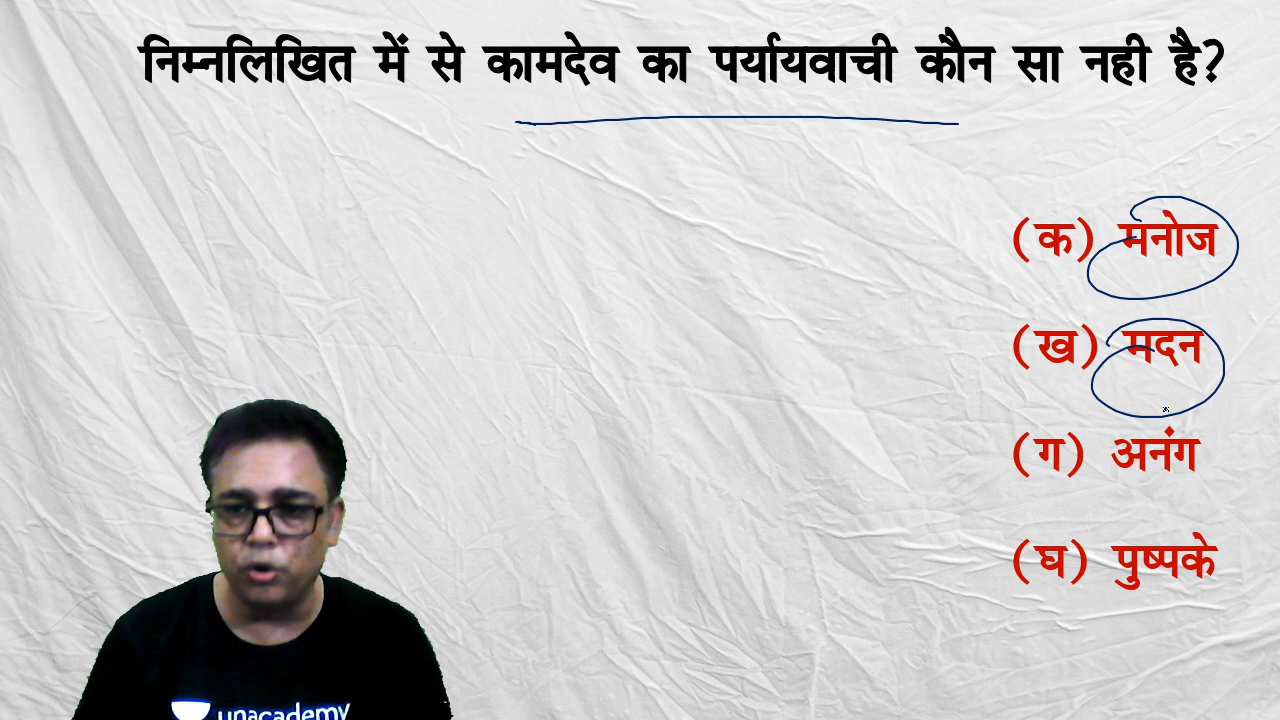 निम्नलिखित में से कामदेव का पर्यायवाची कौन सा नही है?
(क) मनोज
(ख) मदन
(ग) अनंग
(घ) पुष्पके
unacademy